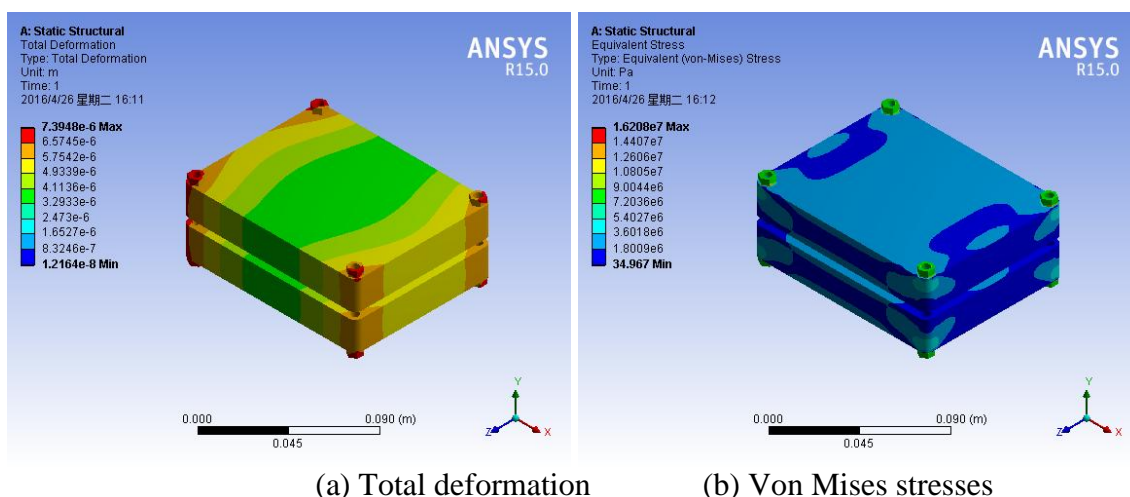 A: Static Structural
Total Deformation
Type: Total Deformation
Unit: m
Time: 1
2016/4/26 星期二 16:11
7.3948e-6 Max
6.5745e-6
5.7542e-6
4.9339e-6
4.1136e-6
3.2933e-6
2.473e-6
1.6527e-6
8.3246e-7
1.2164e-8 Min
ANSYS
R15.0
0.000
0.090 (m)
0.045
Y
Z
X
A: Static Structural
Equivalent Stress
Type: Equivalent (von-Mises) Stress
Unit: Pa
Time: 1
2016/4/26 星期二 16:12
1.6208e7 Max
1.4407e7
1.2606e7
1.0805e7
9.0044e6
7.2036e6
5.4027e6
3.6018e6
1.8009e6
34.967 Min
ANSYS
R15.0
0.000
0.090 (m)
0.045
Y
Z
X
(a) Total deformation
(b) Von Mises stresses